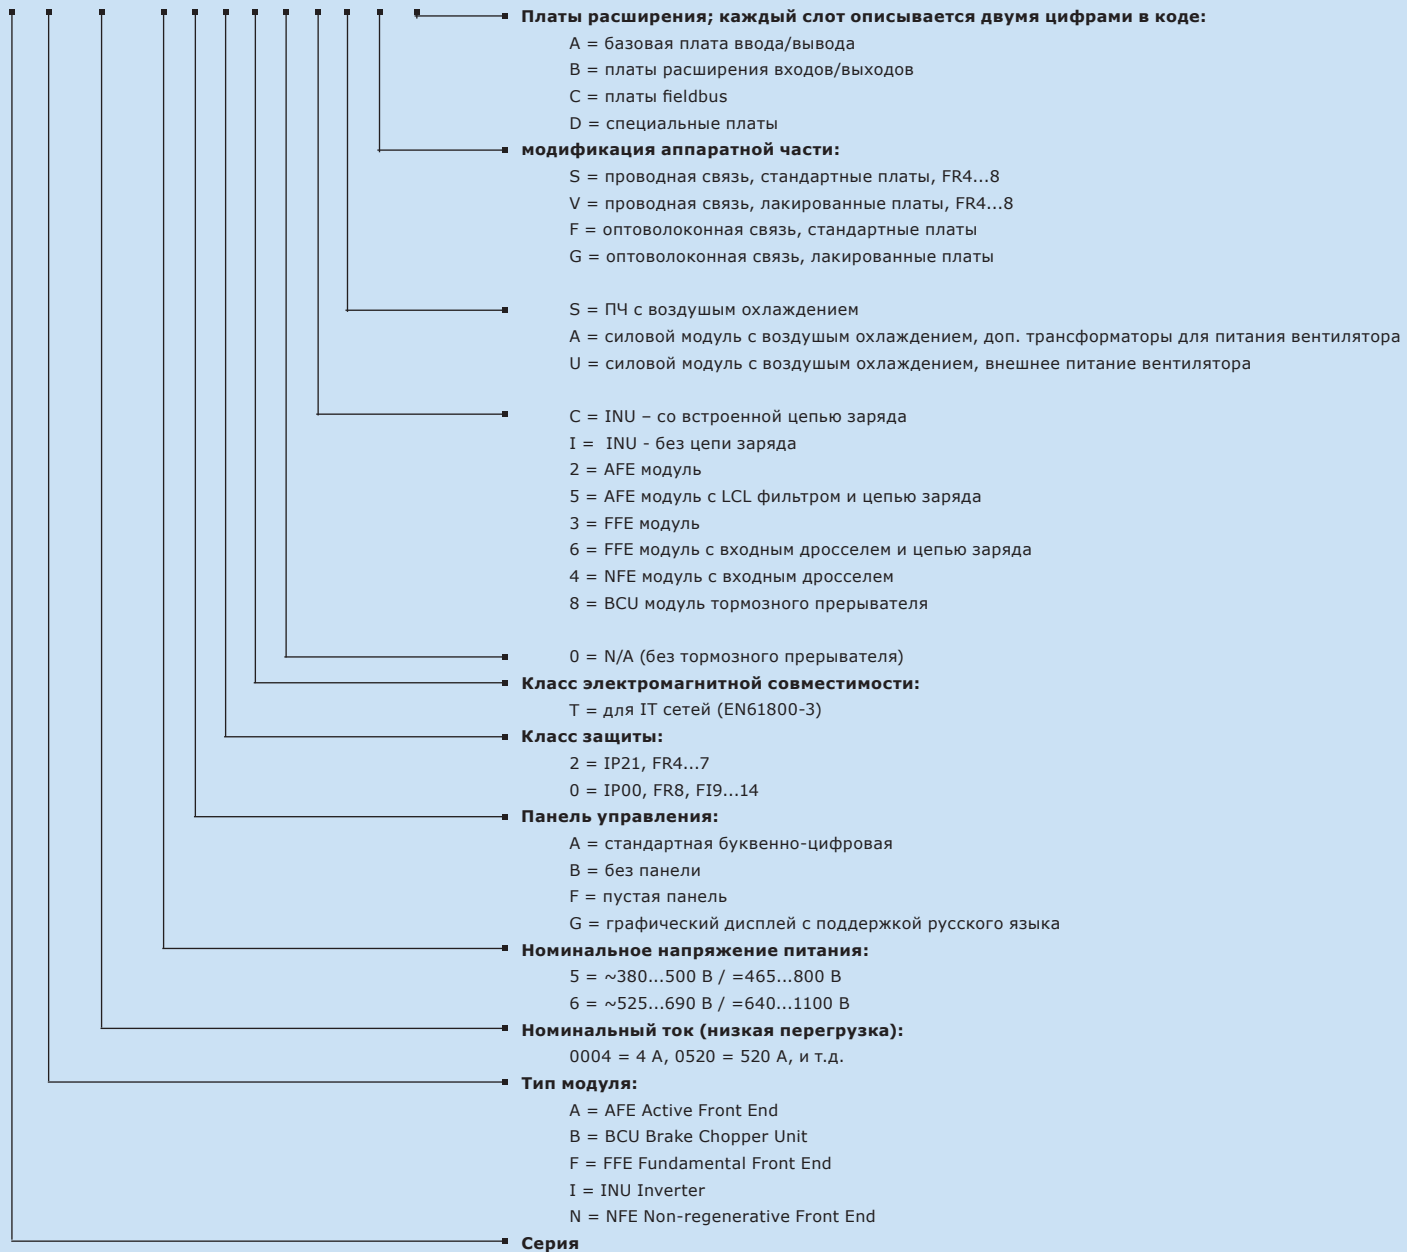 Платы расширения; каждый слот описывается двумя цифрами в коде:
A = базовая плата ввода/вывода
B = платы расширения входов/выходов
C = платы fieldbus
D = специальные платы
модификация аппаратной части:
S = проводная связь, стандартные платы, FR4...8
V = проводная связь, лакированные платы, FR4...8
F = оптоволоконная связь, стандартные платы
G = оптоволоконная связь, лакированные платы
S = ПЧ с воздушым охлаждением
A = силовой модуль с воздушым охлаждением, доп. трансформаторы для питания вентилятора
U = силовой модуль с воздушым охлаждением, внешнее питание вентилятора
C = INU – со встроенной цепью заряда
I = INU - без цепи заряда
2 = AFE модуль
5 = AFE модуль с LCL фильтром и цепью заряда
3 = FFE модуль
6 = FFE модуль с входным дросселем и цепью заряда
4 = NFE модуль с входным дросселем
8 = BCU модуль тормозного прерывателя
0 = N/A (без тормозного прерывателя)
Класс электромагнитной совместимости:
T = для IT сетей (EN61800-3)
Класс защиты:
2 = IP21, FR4...7
0 = IP00, FR8, FI9...14
Панель управления:
A = стандартная буквенно-цифровая
B = без панели
F = пустая панель
G = графический дисплей с поддержкой русского языка
Номинальное напряжение питания:
5 = ~380...500 В / =465...800 В
6 = ~525...690 В / =640...1100 В
Номинальный ток (низкая перегрузка):
0004 = 4 А, 0520 = 520 А, и т.д.
Тип модуля:
A = AFE Active Front End
B = BCU Brake Chopper Unit
F = FFE Fundamental Front End
I = INU Inverter
N = NFE Non-regenerative Front End
Серия